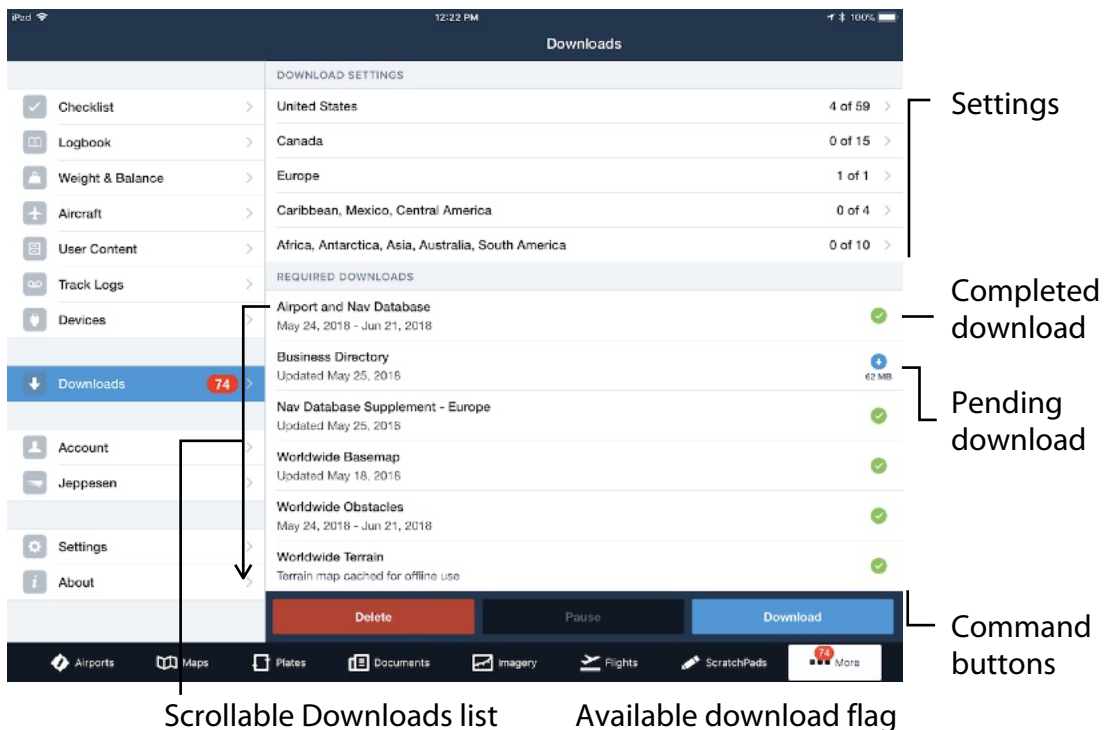 iPad 12:22 PM 100%
Downloads
DOWNLOAD SETTINGS
United States 4 of 59
Canada 0 of 15
Europe 1 of 1
Caribbean, Mexico, Central America 0 of 4
Africa, Antarctica, Asia, Australia, South America 0 of 10
REQUIRED DOWNLOADS
Airport and Nav Database
May 24, 2018 - Jun 21, 2018
Business Directory
Updated May 25, 2018
62 MB
Nav Database Supplement - Europe
Updated May 25, 2018
Worldwide Basemap
Updated May 18, 2018
Worldwide Obstacles
May 24, 2018 - Jun 21, 2018
Worldwide Terrain
Terrain map cached for offline use
Checklist
Logbook
Weight & Balance
Aircraft
User Content
Track Logs
Devices
Downloads 74
Account
Jeppesen
Settings
About
Delete Pause Download
Airports Maps Plates Documents Imagery Flights ScratchPads 74 More
Settings
Completed
download
Pending
download
Command
buttons
Scrollable Downloads list Available download flag